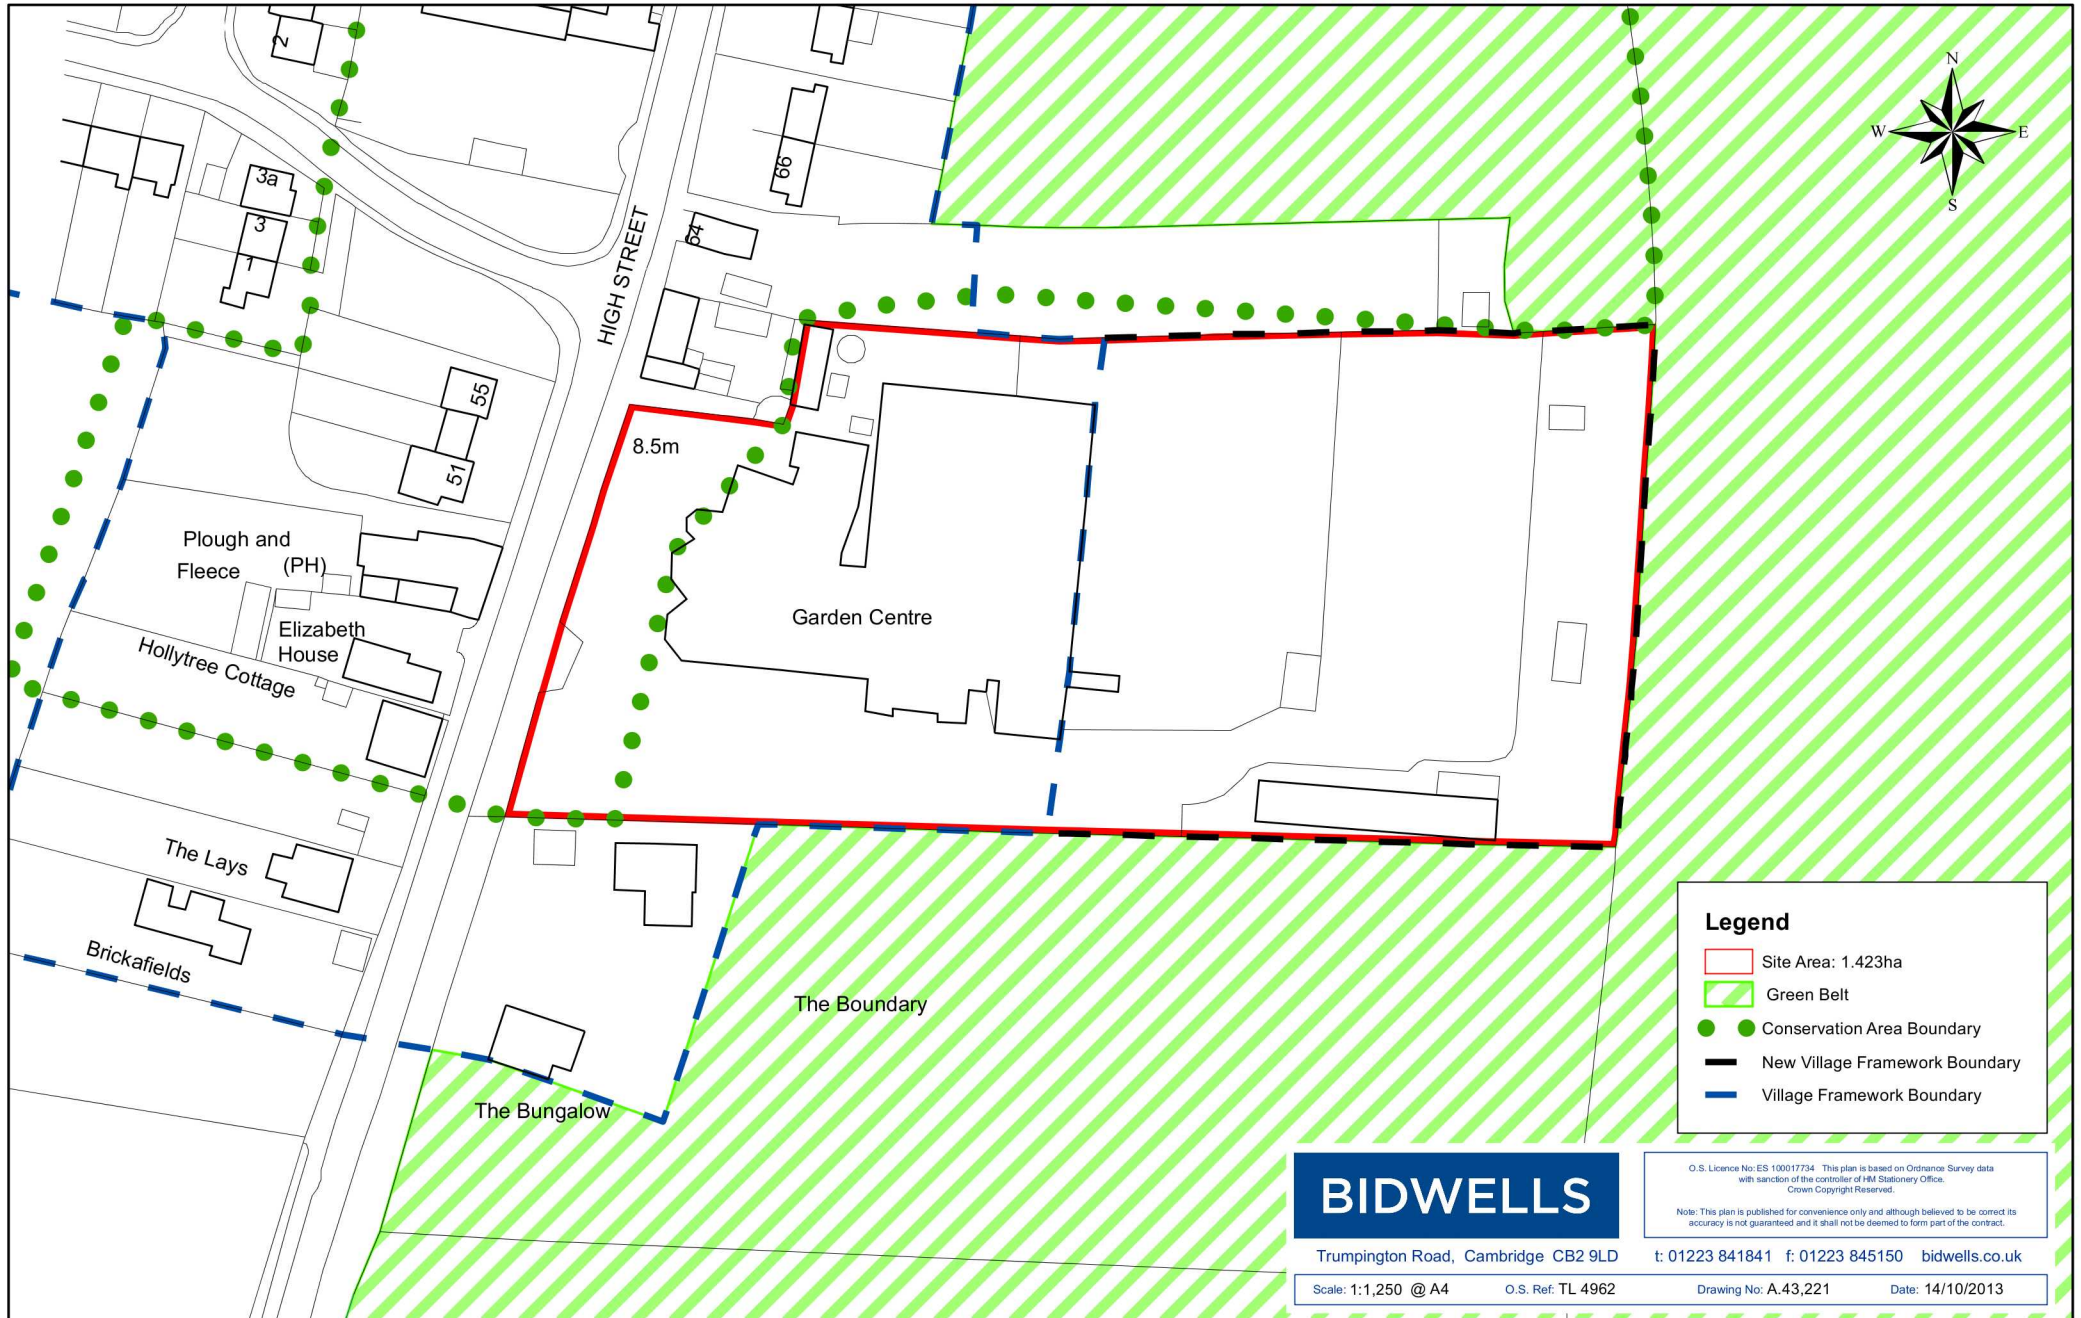 2
N
W
E
S
3a
3
1
66
64
HIGH STREET
55
51
8.5m
Plough and
Fleece
(PH)
Elizabeth
House
Hollytree Cottage
Garden Centre
The Lays
Brickafields
The Boundary
The Bungalow
Legend
Site Area: 1.423ha
Green Belt
Conservation Area Boundary
New Village Framework Boundary
Village Framework Boundary
BIDWELLS
O.S. Licence No: ES 100017734 This plan is based on Ordnance Survey data
with sanction of the controller of HM Stationery Office.
Crown Copyright Reserved.
Note: This plan is published for convenience only and although believed to be correct its
accuracy is not guaranteed and it shall not be deemed to form part of the contract.
Trumpington Road, Cambridge CB2 9LD t: 01223 841841 f: 01223 845150 bidwells.co.uk
Scale: 1:1,250 @ A4 O.S. Ref: TL 4962 Drawing No: A.43,221 Date: 14/10/2013